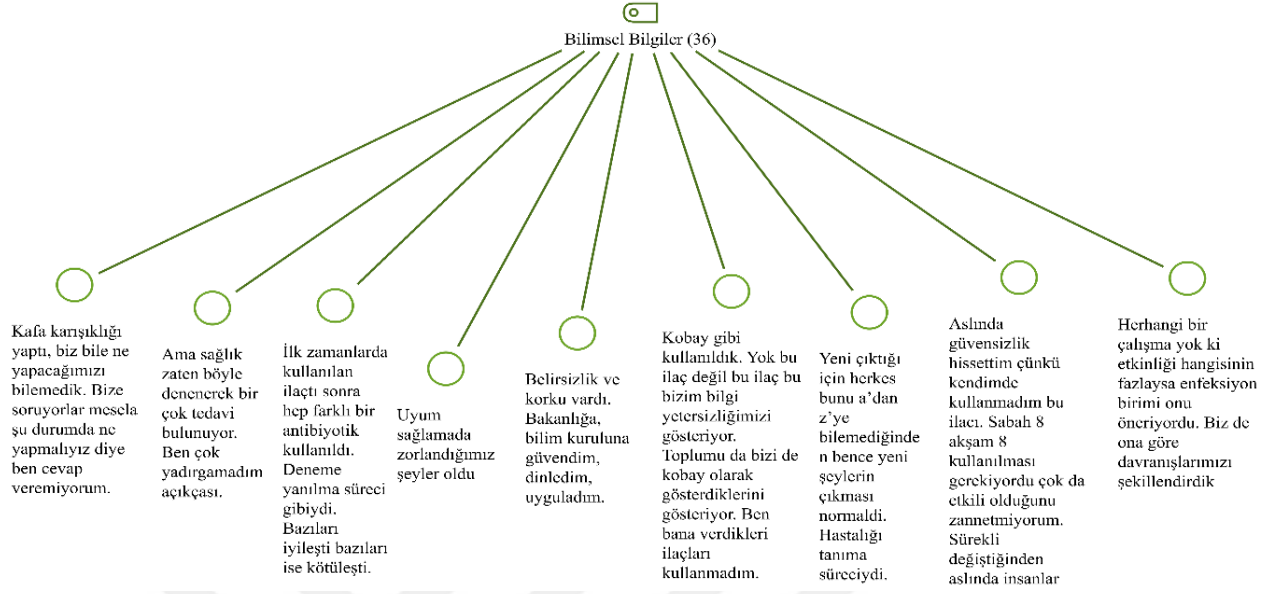 Bilimsel Bilgiler (36)
Kafa karışıklığı
yaptı, biz bile ne
yapacağımızı
bilemedik. Bize
soruyorlar mesela
şu durumda ne
yapmalıyız diye
ben cevap
veremiyorum.
Ama sağlık
zaten böyle
denenerek bir
çok tedavi
bulunuyor.
Ben çok
yadırgamadım
açıkçası.
İlk zamanlarda
kullanılan
ilaçtı sonra
hep farklı bir
antibiyotik
kullanıldı.
Deneme
yanılma süreci
gibiydi.
Bazıları
iyileşti bazıları
ise kötüleşti.
Uyum
sağlamada
zorlandığımız
şeyler oldu
Belirsizlik ve
korku vardı.
Bakanlığa,
bilim kuruluna
güvendim,
dinledim,
uyguladım.
Kobay gibi
kullanıldık. Yok bu
ilaç değil bu ilaç bu
bizim bilgi
yetersizliğimizi
gösteriyor.
Toplumu da bizi de
kobay olarak
gösterdiklerini
gösteriyor. Ben
bana verdikleri
ilaçları
kullanmadım.
Yeni çıktığı
için herkes
bunu a’dan
z’ye
bilemediğinde
n bence yeni
şeylerin
çıkması
normaldi.
Hastalığı
tanıma
süreciydi.
Aslında
güvensizlik
hissettim çünkü
kendimde
kullanmadım bu
ilacı. Sabah 8
akşam 8
kullanılması
gerekiyordu çok da
etkili olduğunu
zannetmiyorum.
Sürekli
değiştiğinden
aslında insanlar
Herhangi bir
çalışma yok ki
etkinliği hangisinin
fazlaysa enfeksiyon
birimi onu
öneriyordu. Biz de
ona göre
davranışlarımızı
şekillendirdik